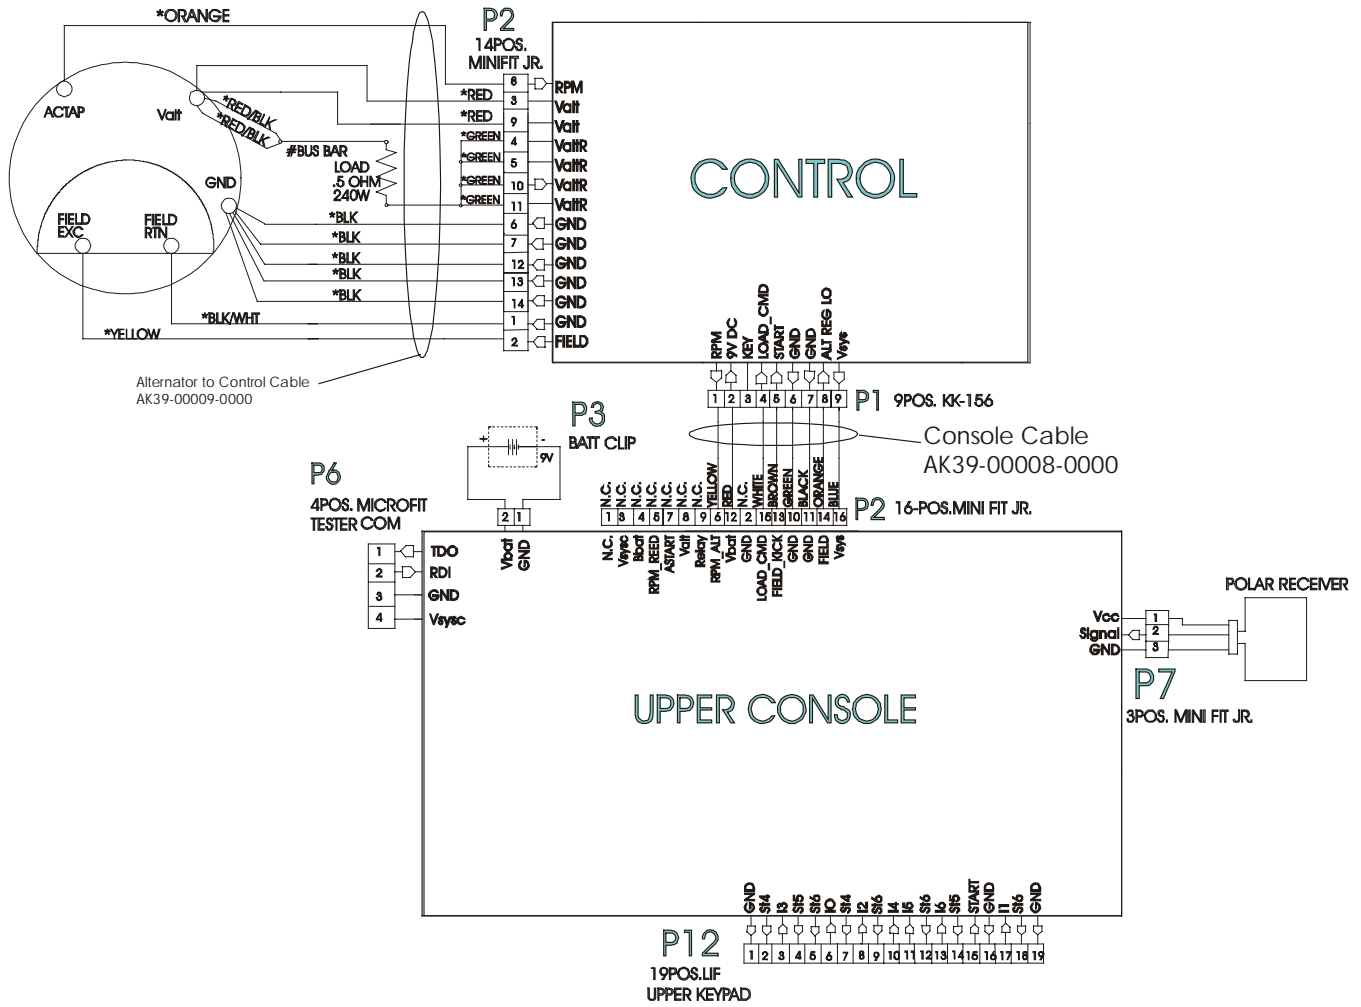 *ORANGE
P2
14POS.
MINIFIT JR.
ACTAP
Valt
*RED/BLK
*RED/BLK
#BUS BAR
LOAD
.5 OHM
240W
GND
FIELD
EXC
FIELD
RTN
*RED
*RED
*GREEN
*GREEN
*GREEN
*GREEN
*BLK
*BLK
*BLK
*BLK
*BLK
*BLK/WHT
*YELLOW
8 RPM
3 Valt
9 Valt
4 ValtR
5 ValtR
10 ValtR
11 ValtR
6 GND
7 GND
12 GND
13 GND
14 GND
1 GND
2 FIELD
CONTROL
Alternator to Control Cable
AK39-00009-0000
RPM 9V DC KEY LOAD_CMD START GND GND ALT REG LO Vsys
1 2 3 4 5 6 7 8 9
P1 9POS. KK-156
Console Cable
AK39-00008-0000
P3
BATT CLIP
+ -
9V
2 1
Vbat GND
P6
4POS. MICROFIT
TESTER COM
1 TDO
2 RDI
3 GND
4 Vsysc
N.C. N.C. N.C. N.C. N.C. N.C. N.C. YELLOW RED N.C. WHITE BROWN GREEN BLACK ORANGE BLUE
1 3 4 5 7 8 9 6 12 2 15 13 10 11 14 16
P2 16-POS.MINI FIT JR.
N.C. Vsysc Bbat RPM_REED ASTART Valt Relay RPM_ALT Vbat GND LOAD_CMD FIELD_KICK GND GND FIELD Vsys
UPPER CONSOLE
POLAR RECEIVER
Vcc 1
Signal 2
GND 3
P7
3POS. MINI FIT JR.
GND St4 I3 St5 St6 IO St4 I2 St6 I4 I5 St6 I6 St5 START GND I1 St6 GND
1 2 3 4 5 6 7 8 9 10 11 12 13 14 15 16 17 18 19
P12
19POS.LIF
UPPER KEYPAD